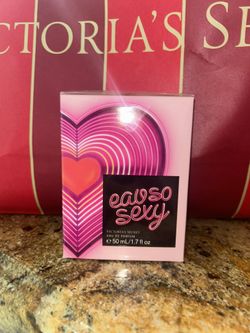 CTORIA'S SE
eau so
sexy
VICTORIA'S SECRET
EAU DE PARFUM
e 50 mL/1.7 fl oz